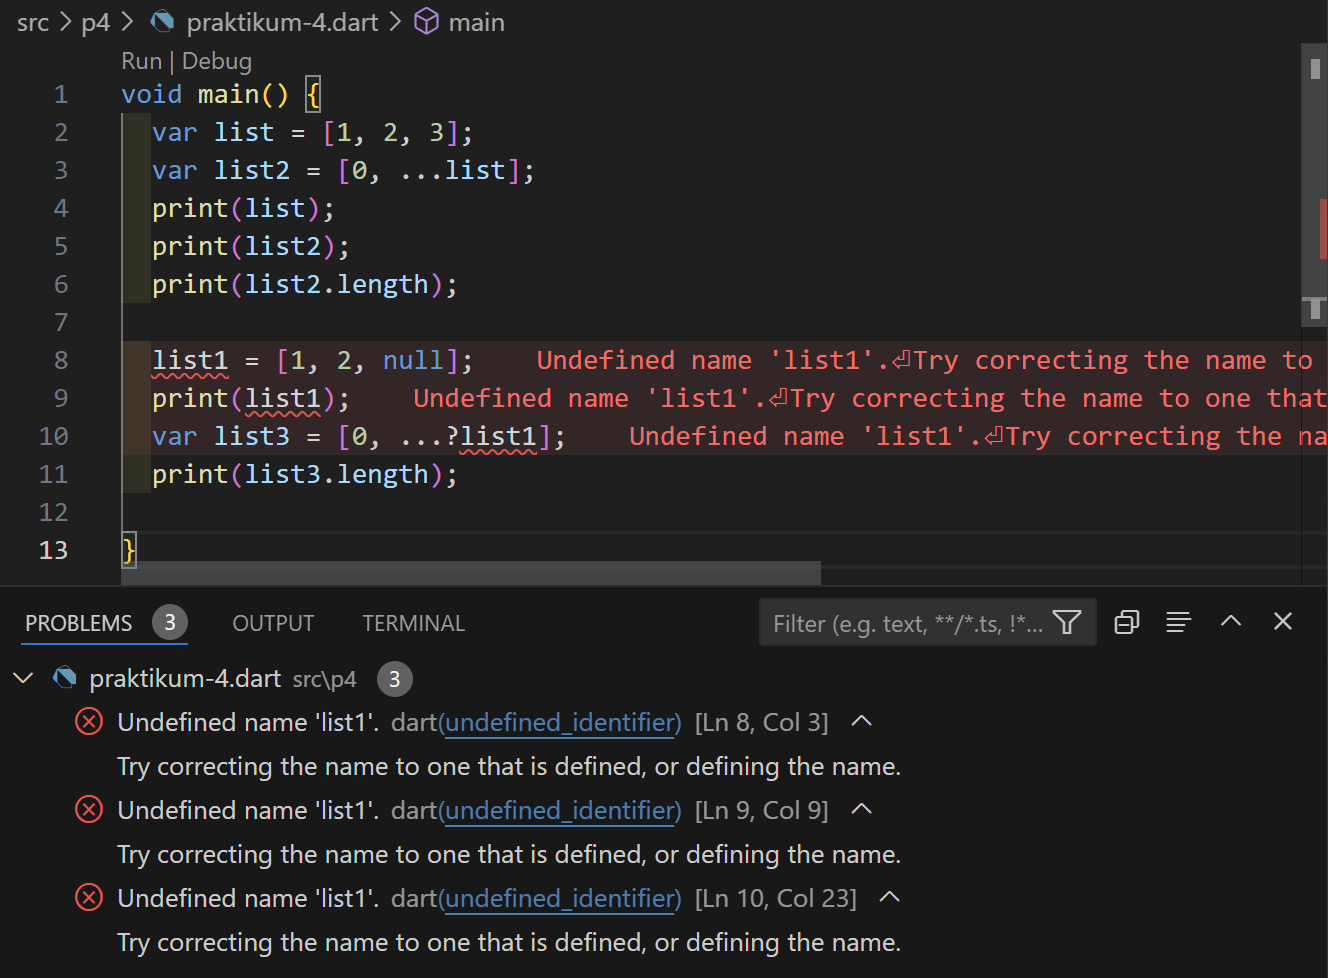 src > p4 > praktikum-4.dart > main
Run | Debug
1 void main() {
2 var list = [1, 2, 3];
3 var list2 = [0, ...list];
4 print(list);
5 print(list2);
6 print(list2.length);
7
8 list1 = [1, 2, null]; Undefined name 'list1'.⏎Try correcting the name to
9 print(list1); Undefined name 'list1'.⏎Try correcting the name to one that
10 var list3 = [0, ...?list1]; Undefined name 'list1'.⏎Try correcting the na
11 print(list3.length);
12
13 }
PROBLEMS 3 OUTPUT TERMINAL Filter (e.g. text, **/*.ts, !*...
praktikum-4.dart src\p4 3
Undefined name 'list1'. dart(undefined_identifier) [Ln 8, Col 3]
Try correcting the name to one that is defined, or defining the name.
Undefined name 'list1'. dart(undefined_identifier) [Ln 9, Col 9]
Try correcting the name to one that is defined, or defining the name.
Undefined name 'list1'. dart(undefined_identifier) [Ln 10, Col 23]
Try correcting the name to one that is defined, or defining the name.